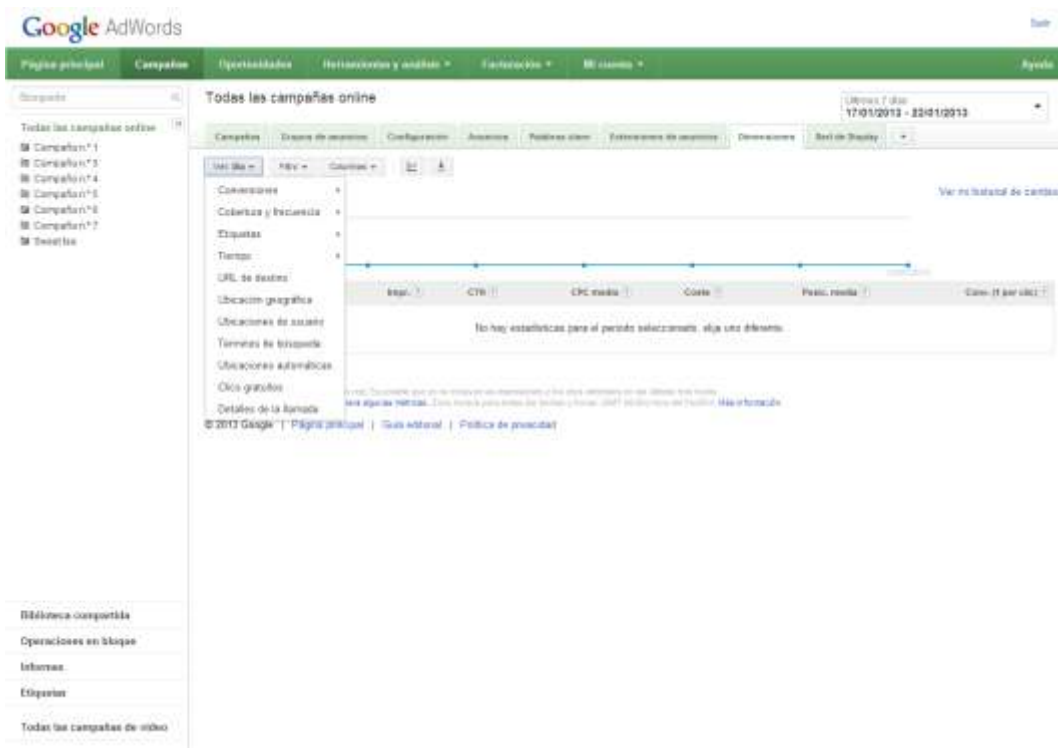 Google AdWords
Salir
Página principal
Campañas
Oportunidades
Herramientas y análisis
Facturación
Mi cuenta
Ayuda
Búsqueda
Todas las campañas online
Últimos 7 días
17/01/2013 - 23/01/2013
Todas las campañas online
Campaña n.º 1
Campaña n.º 3
Campaña n.º 4
Campaña n.º 5
Campaña n.º 6
Campaña n.º 7
Campañas
Grupos de anuncios
Configuración
Anuncios
Palabras clave
Extensiones de anuncios
Dimensiones
Red de Display
Ver: Día
Filtro
Columnas
Ver mi historial de cambios
Conversiones
Cobertura y frecuencia
Etiquetas
Tiempo
URL de destino
Ubicación geográfica
Ubicaciones de usuario
Términos de búsqueda
Ubicaciones automáticas
Clics gratuitos
Detalles de la llamada
Impr.
CTR
CPC medio
Coste
Posic. media
Conv. (1 por clic)
No hay estadísticas para el periodo seleccionado, elija uno diferente.
Más información
© 2013 Google | Página principal | Guía editorial | Política de privacidad
Biblioteca compartida
Operaciones en bloque
Informes
Etiquetas
Todas las campañas de vídeo